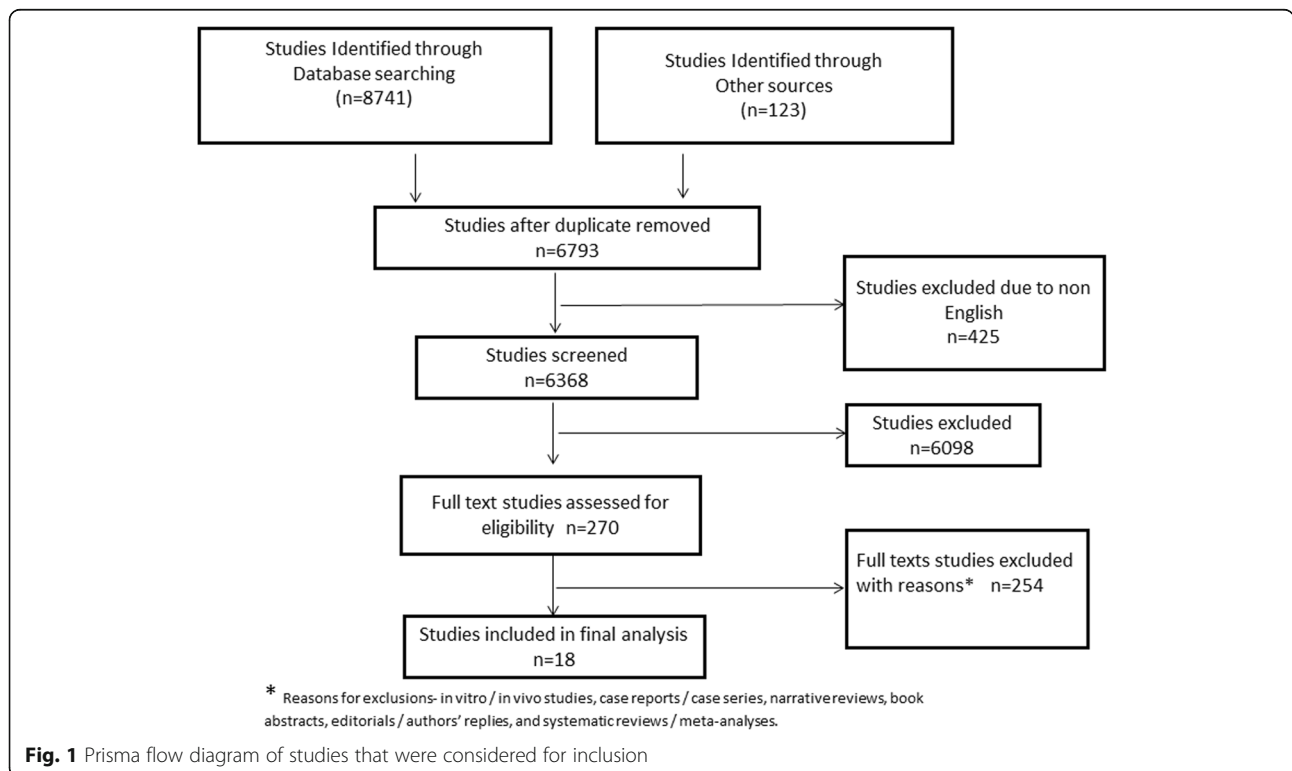 Studies Identified through
Database searching
(n=8741)
Studies Identified through
Other sources
(n=123)
Studies after duplicate removed
n=6793
Studies excluded due to non
English
n=425
Studies screened
n=6368
Studies excluded
n=6098
Full text studies assessed for
eligibility n=270
Full texts studies excluded
with reasons* n=254
Studies included in final analysis
n=18
* Reasons for exclusions- in vitro / in vivo studies, case reports / case series, narrative reviews, book
abstracts, editorials / authors' replies, and systematic reviews / meta-analyses.
Fig. 1 Prisma flow diagram of studies that were considered for inclusion